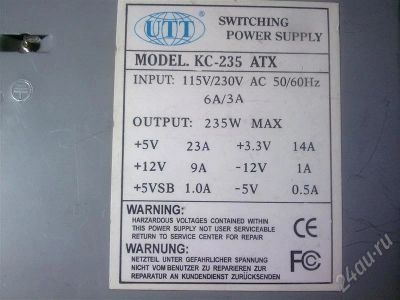 UTT
SWITCHING
POWER SUPPLY
MODEL. KC-235 ATX
INPUT: 115V/230V AC 50/60Hz
6A/3A
OUTPUT: 235W MAX
+5V 23A +3.3V 14A
+12V 9A -12V 1A
+5VSB 1.0A -5V 0.5A
WARNING:
HARZARDOUS VOLTAGES CONTAINED WITHIN
THIS POWER SUPPLY NOT USER SERVICEABLE
RETURN TO SERVICE CENTER FOR REPAIR
CE
WARNUNG:
NETZTEIL UNTER GEFAHRLICHER SPANNUNG
NICHT VOM BENUTZER ZU REPARIEREN ZUR
REPARATUR AN KUNDENDIENST ZURÜCKSENDEN
FC
24au.ru